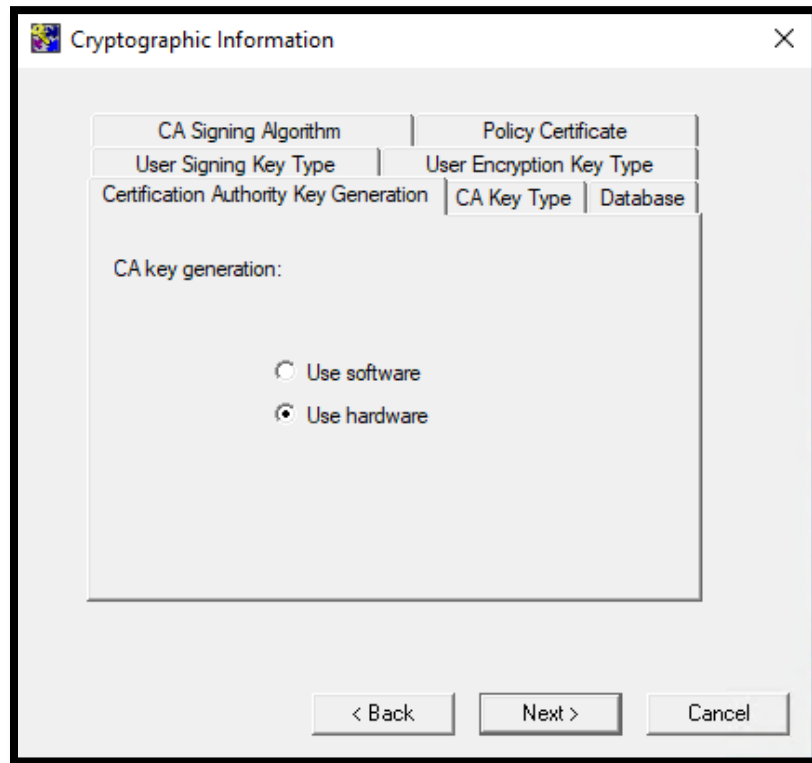 Cryptographic Information
CA Signing Algorithm Policy Certificate
User Signing Key Type User Encryption Key Type
Certification Authority Key Generation CA Key Type Database
CA key generation:
Use software
Use hardware
< Back Next > Cancel